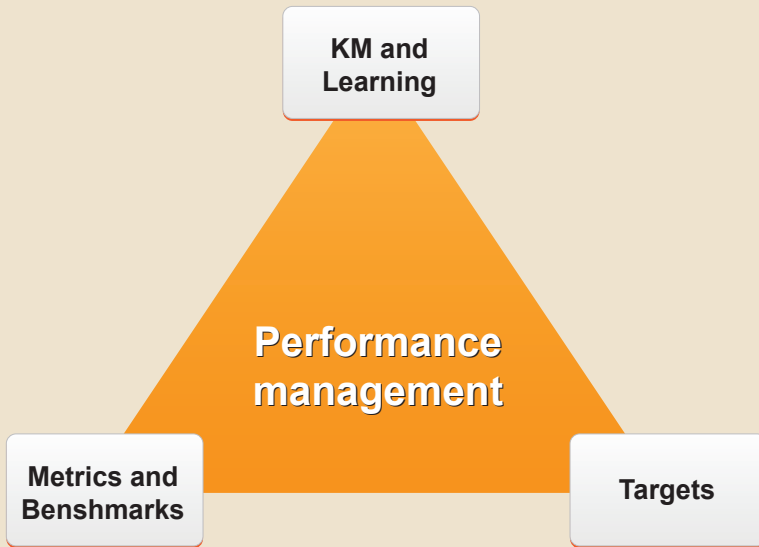 KM and
Learning
Performance
management
Metrics and
Benshmarks
Targets